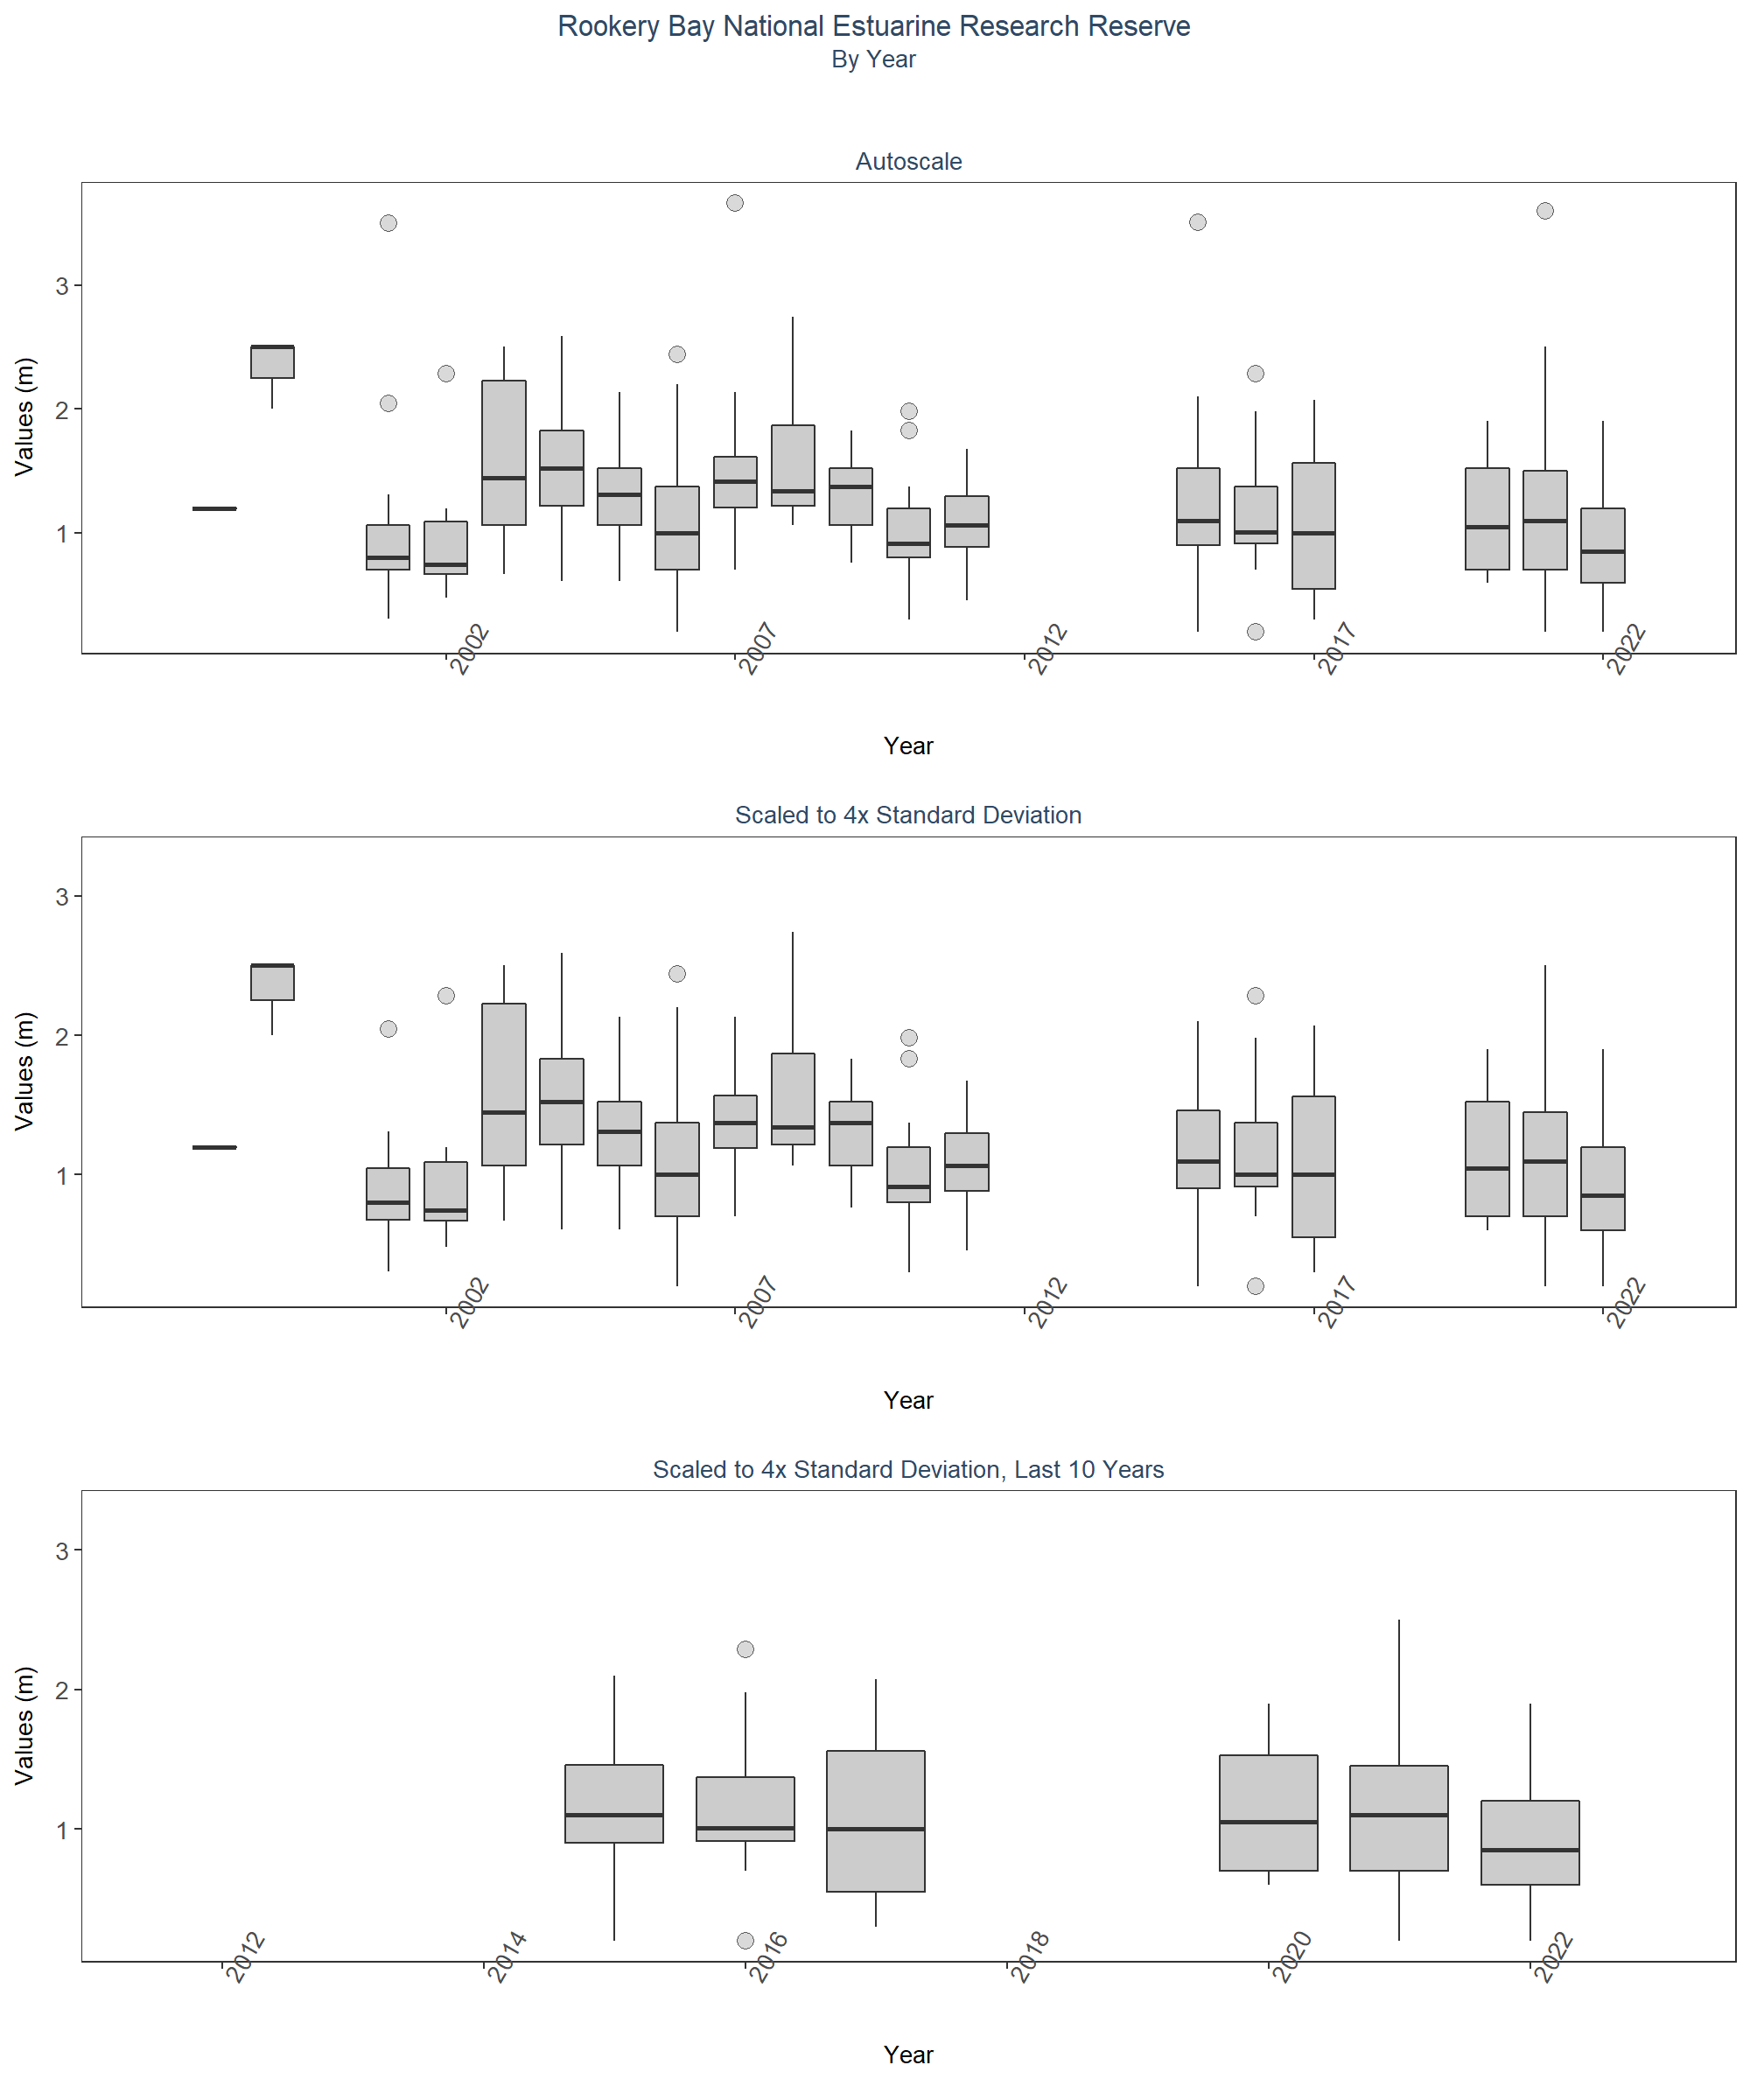 Rookery Bay National Estuarine Research Reserve
By Year
Autoscale
Values (m)
3
2
1
2002 2007 2012 2017 2022
Year
Scaled to 4x Standard Deviation
Values (m)
3
2
1
2002 2007 2012 2017 2022
Year
Scaled to 4x Standard Deviation, Last 10 Years
Values (m)
3
2
1
2012 2014 2016 2018 2020 2022
Year